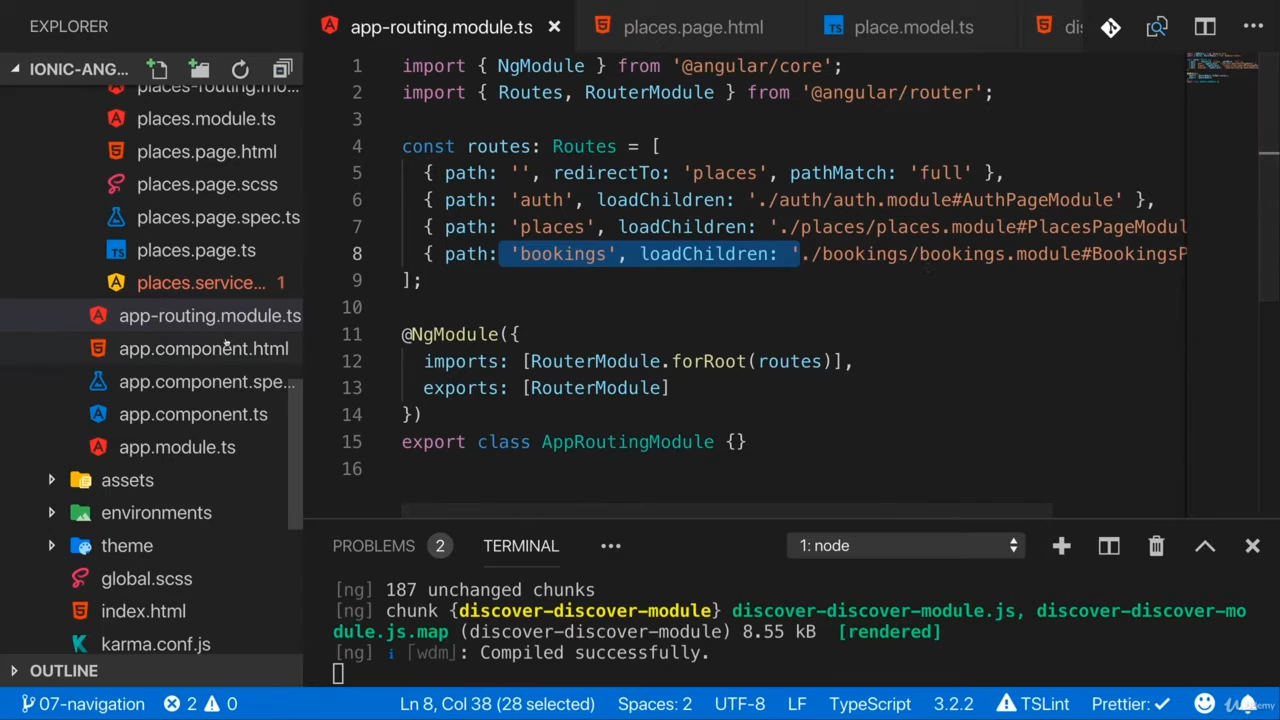 EXPLORER
IONIC-ANG...
places-routing.mo...
places.module.ts
places.page.html
places.page.scss
places.page.spec.ts
places.page.ts
places.service... 1
app-routing.module.ts
app.component.html
app.component.spe...
app.component.ts
app.module.ts
assets
environments
theme
global.scss
index.html
karma.conf.js
OUTLINE
app-routing.module.ts places.page.html place.model.ts dis
1 import { NgModule } from '@angular/core';
2 import { Routes, RouterModule } from '@angular/router';
3
4 const routes: Routes = [
5 { path: '', redirectTo: 'places', pathMatch: 'full' },
6 { path: 'auth', loadChildren: './auth/auth.module#AuthPageModule' },
7 { path: 'places', loadChildren: './places/places.module#PlacesPageModul
8 { path: 'bookings', loadChildren: './bookings/bookings.module#BookingsP
9 ];
10
11 @NgModule({
12 imports: [RouterModule.forRoot(routes)],
13 exports: [RouterModule]
14 })
15 export class AppRoutingModule {}
16
PROBLEMS 2 TERMINAL ... 1: node
[ng] 187 unchanged chunks
[ng] chunk {discover-discover-module} discover-discover-module.js, discover-discover-mo
dule.js.map (discover-discover-module) 8.55 kB [rendered]
[ng] ℹ ｢wdm｣: Compiled successfully.
07-navigation 2 0 Ln 8, Col 38 (28 selected) Spaces: 2 UTF-8 LF TypeScript 3.2.2 TSLint Prettier: ✓
Udemy